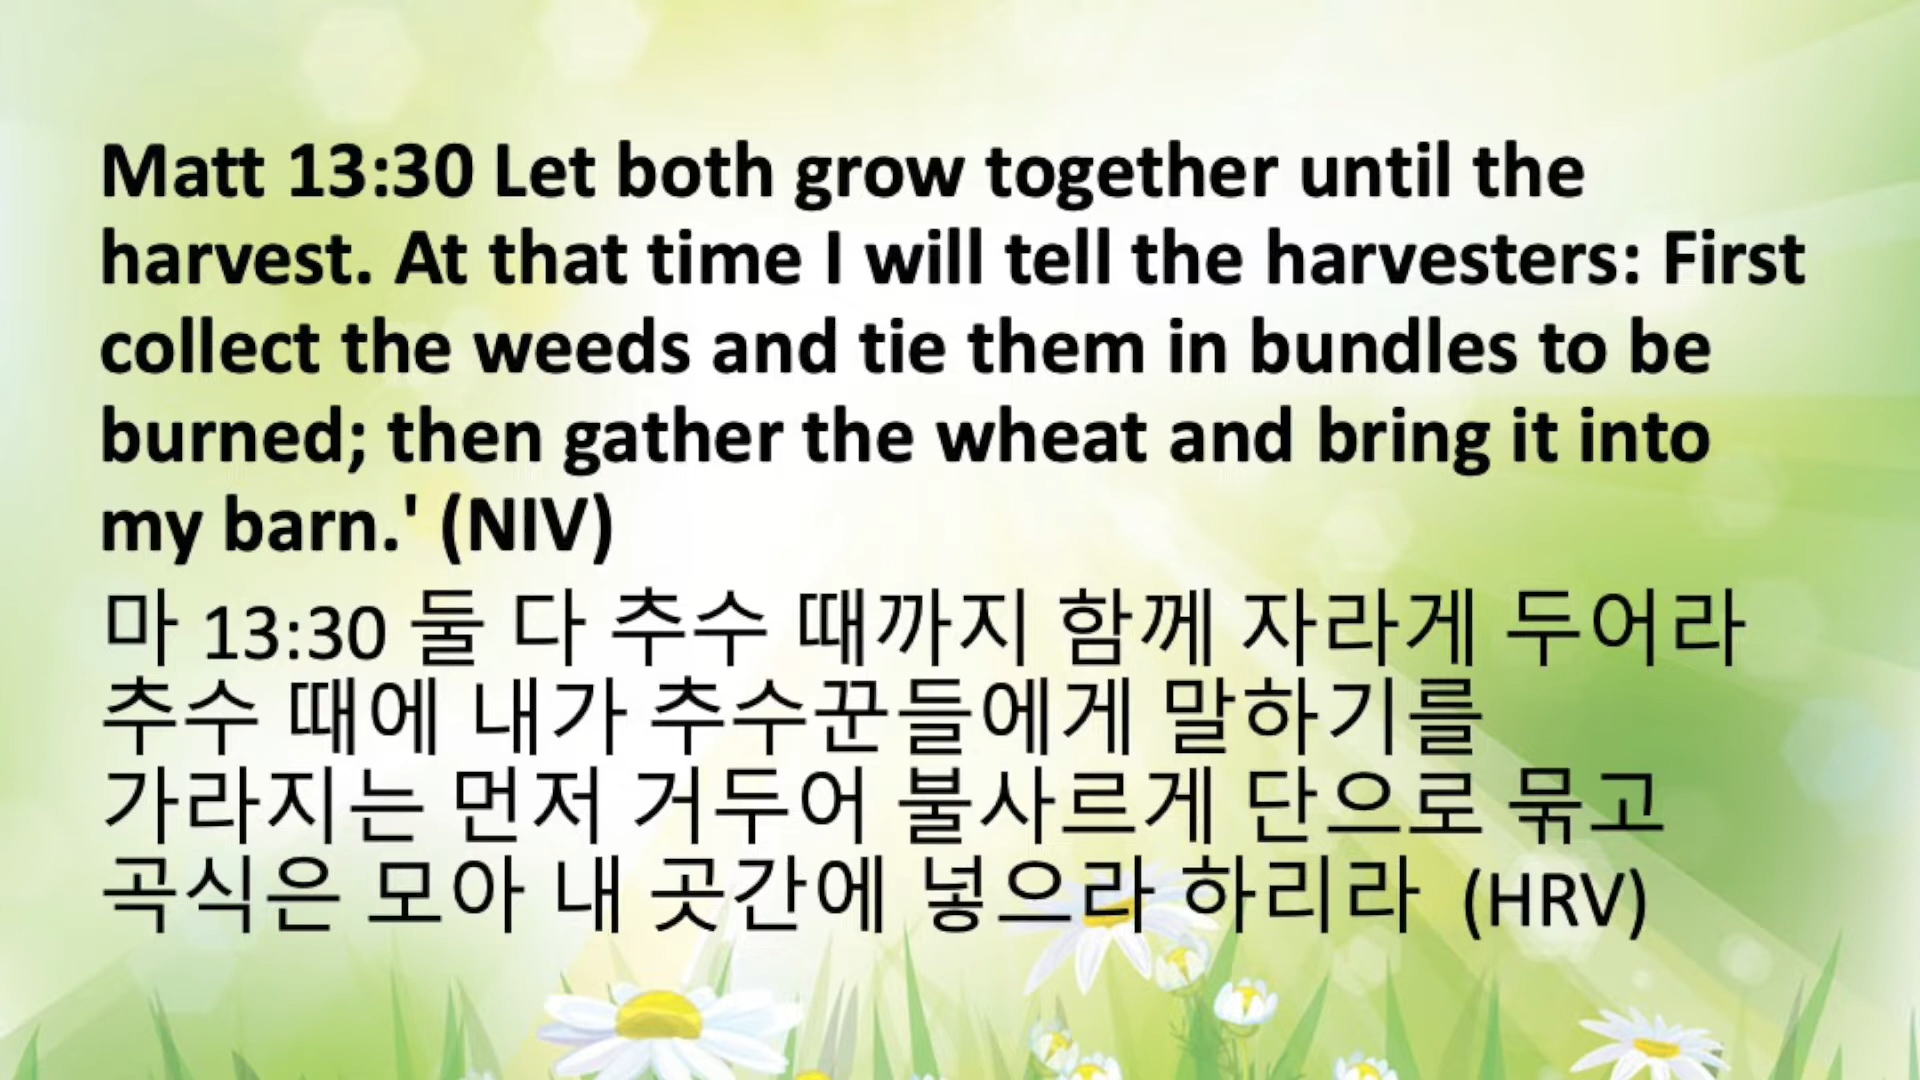 Matt 13:30 Let both grow together until the
harvest. At that time I will tell the harvesters: First
collect the weeds and tie them in bundles to be
burned; then gather the wheat and bring it into
my barn.' (NIV)
마 13:30 둘 다 추수 때까지 함께 자라게 두어라
추수 때에 내가 추수꾼들에게 말하기를
가라지는 먼저 거두어 불사르게 단으로 묶고
곡식은 모아 내 곳간에 넣으라 하리라 (HRV)